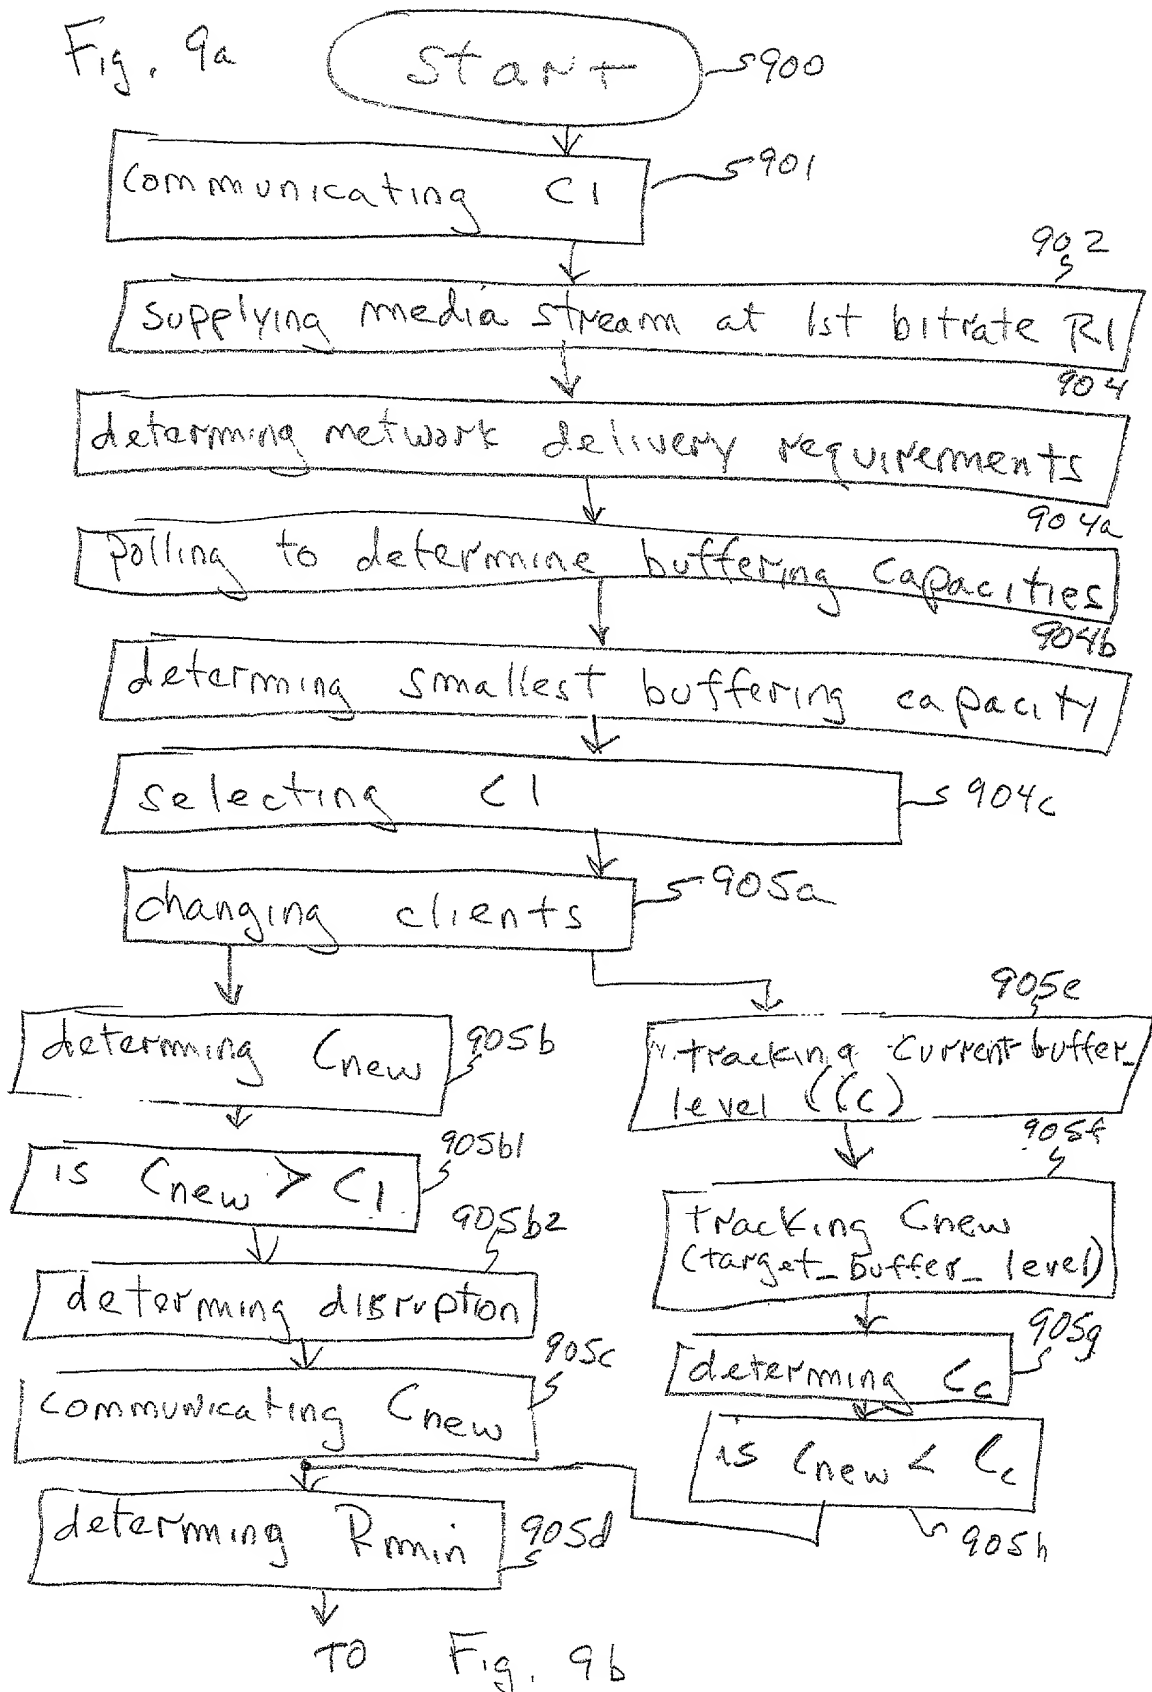 Fig. 9a
Start
900
communicating C1
901
902
supplying media stream at 1st bitrate R1
904
determing network delivery requirements
904a
polling to determine buffering capacities
904b
determing smallest buffering capacity
selecting C1
904c
changing clients
905a
determing Cnew
905b
is Cnew > C1
905b1
905b2
determing disruption
905c
communicating Cnew
determing Rmin
905d
905e
tracking current buffer_
level (Cc)
905f
tracking Cnew
(target_buffer_level)
905g
determing Cc
is Cnew < Cc
905h
TO Fig. 9b